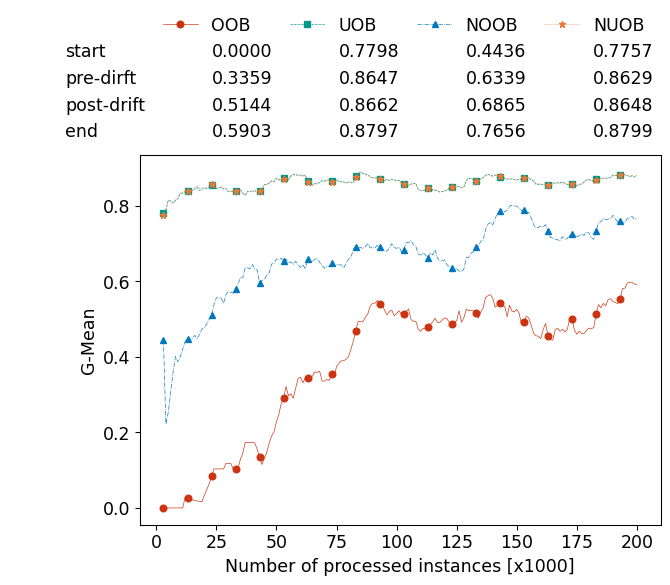 OOB UOB NOOB NUOB
start 0.0000 0.7798 0.4436 0.7757
pre-dirft 0.3359 0.8647 0.6339 0.8629
post-drift 0.5144 0.8662 0.6865 0.8648
end 0.5903 0.8797 0.7656 0.8799
0.8
0.6
0.4
0.2
0.0
G-Mean
0 25 50 75 100 125 150 175 200
Number of processed instances [x1000]